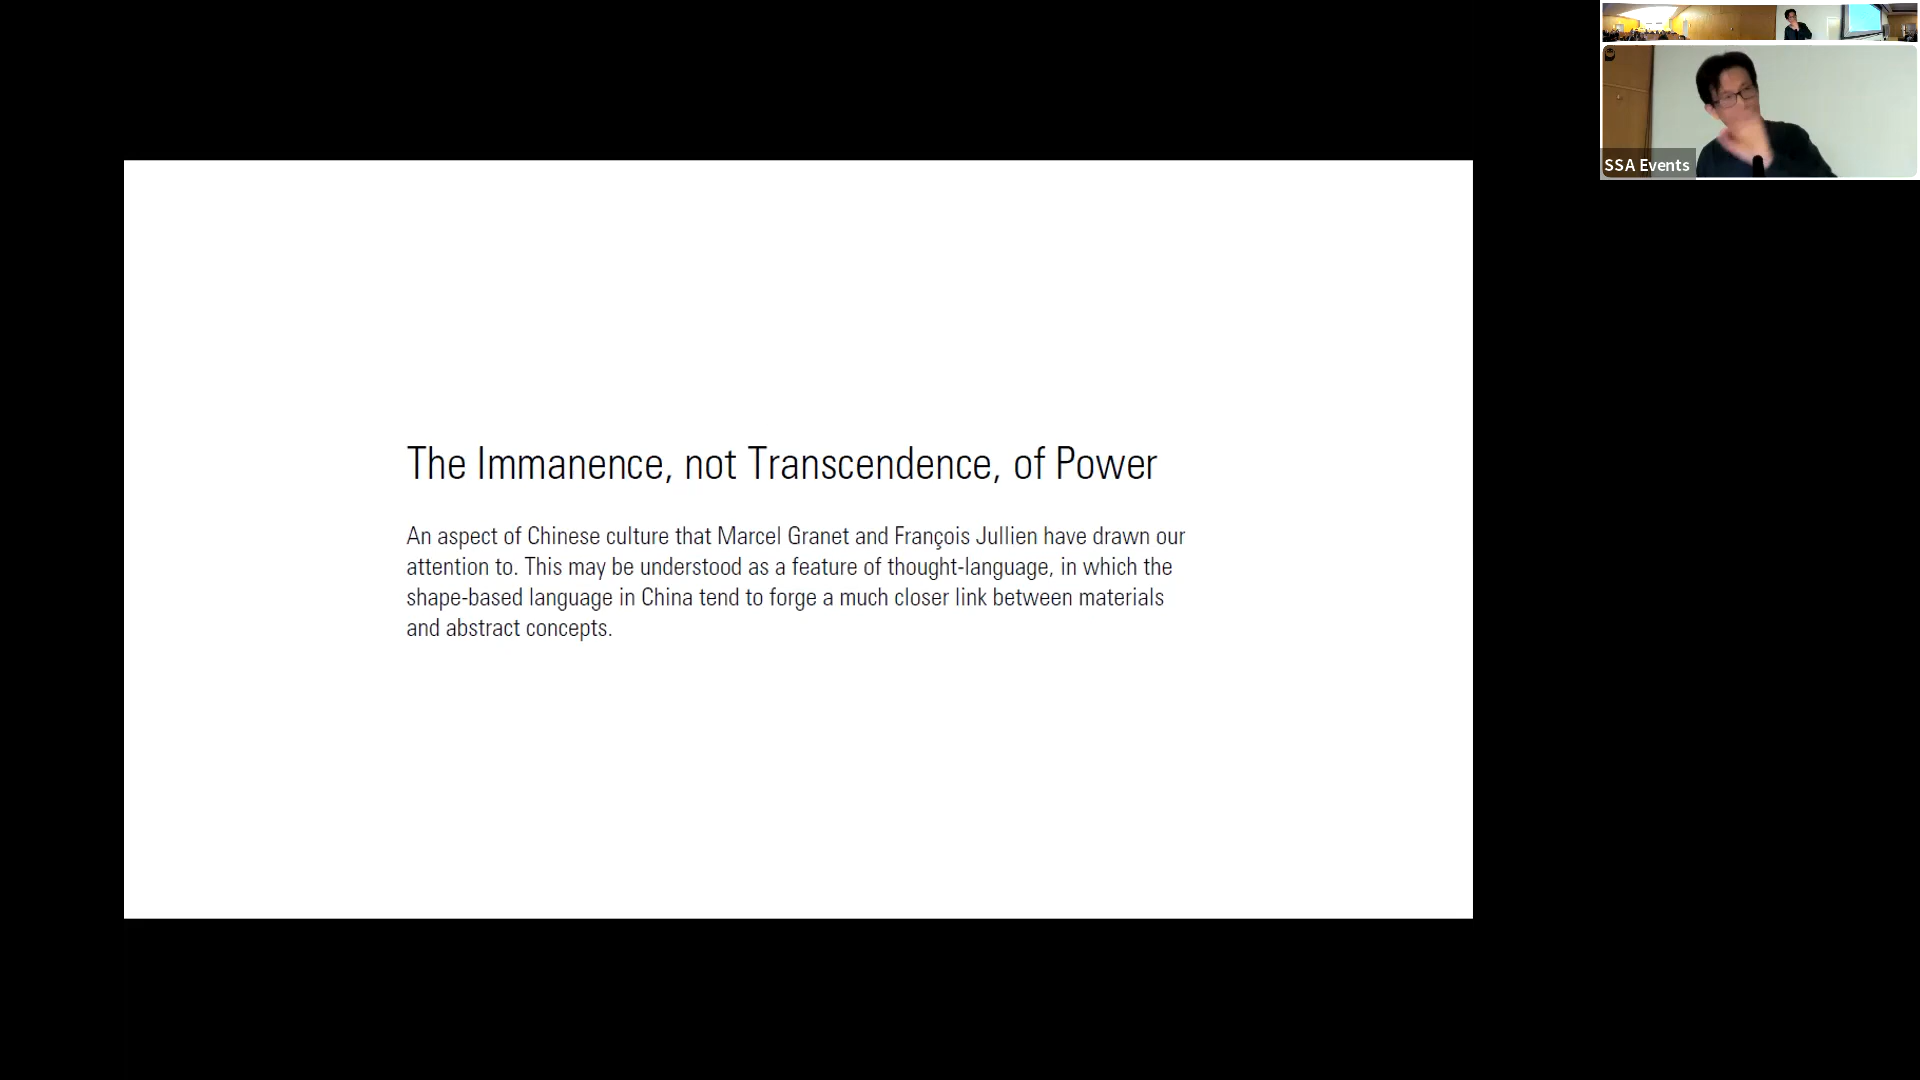 The Immanence, not Transcendence, of Power
An aspect of Chinese culture that Marcel Granet and François Jullien have drawn our
attention to. This may be understood as a feature of thought-language, in which the
shape-based language in China tend to forge a much closer link between materials
and abstract concepts.
SSA Events